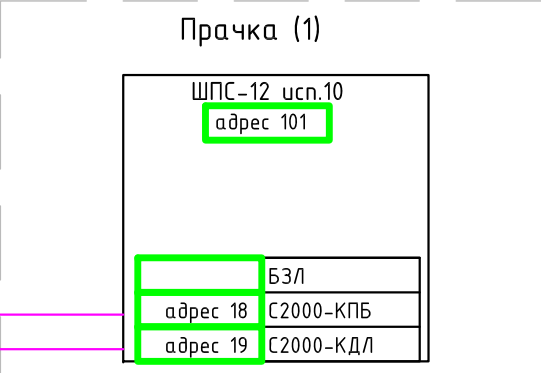 Прачка (1)
ШПС-12 исп.10
адрес 101
БЗЛ
адрес 18 С2000-КПБ
адрес 19 С2000-КДЛ